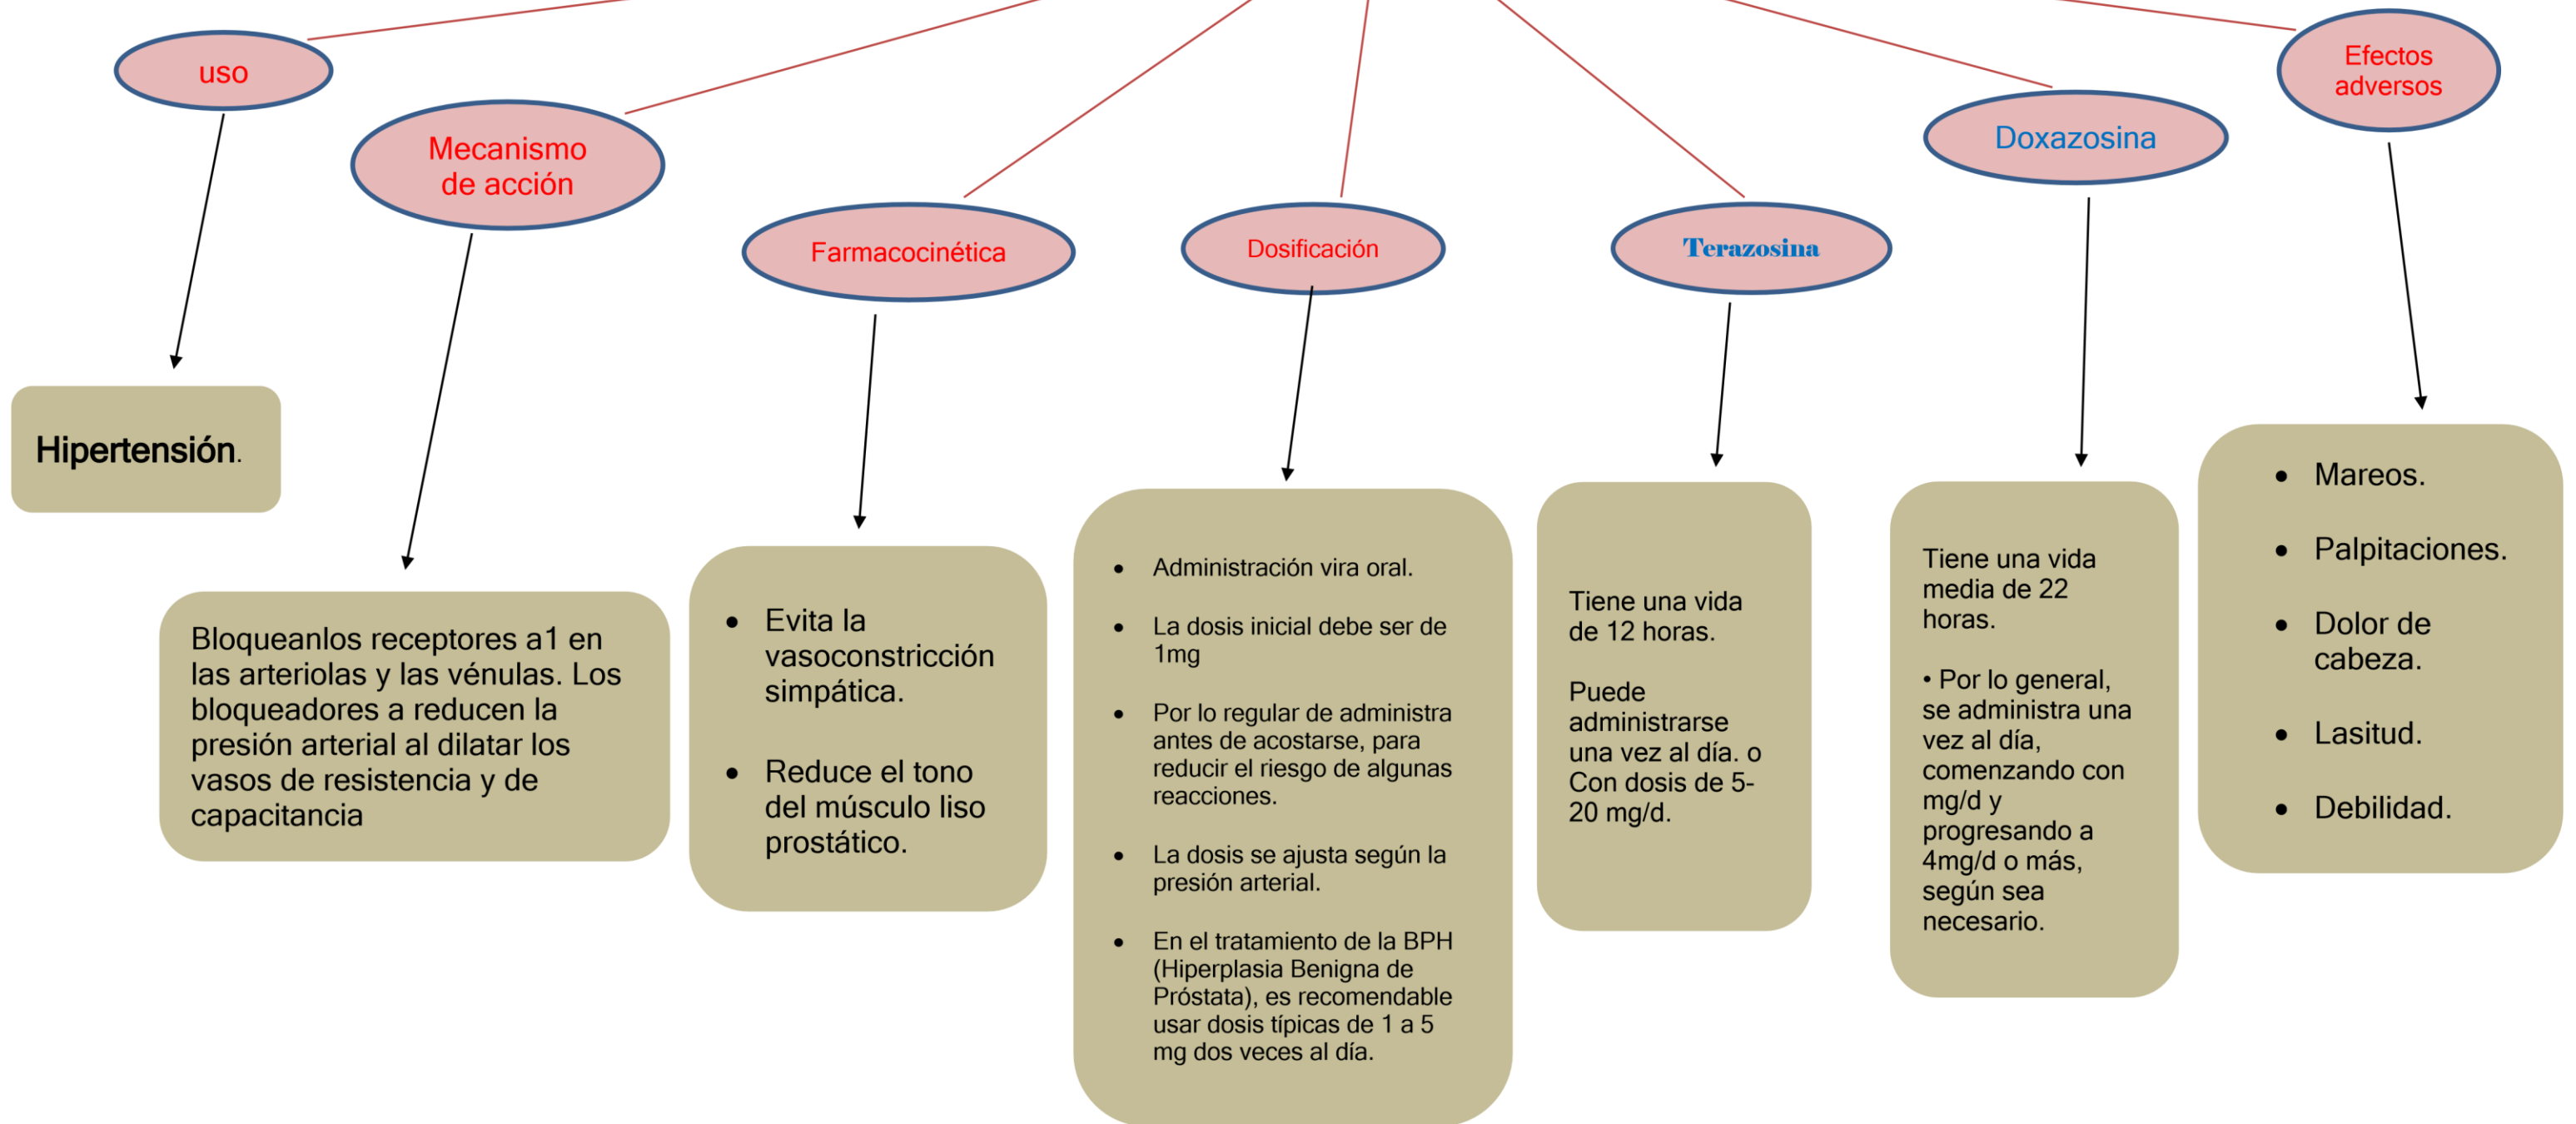 uso
Mecanismo
de acción
Farmacocinética
Dosificación
Terazosina
Doxazosina
Efectos
adversos
Hipertensión.
Bloqueanlos receptores a1 en
las arteriolas y las vénulas. Los
bloqueadores a reducen la
presión arterial al dilatar los
vasos de resistencia y de
capacitancia
• Evita la
vasoconstricción
simpática.
• Reduce el tono
del músculo liso
prostático.
• Administración vira oral.
• La dosis inicial debe ser de
1mg
• Por lo regular de administra
antes de acostarse, para
reducir el riesgo de algunas
reacciones.
• La dosis se ajusta según la
presión arterial.
• En el tratamiento de la BPH
(Hiperplasia Benigna de
Próstata), es recomendable
usar dosis típicas de 1 a 5
mg dos veces al día.
Tiene una vida
de 12 horas.
Puede
administrarse
una vez al día. o
Con dosis de 5-
20 mg/d.
Tiene una vida
media de 22
horas.
• Por lo general,
se administra una
vez al día,
comenzando con
mg/d y
progresando a
4mg/d o más,
según sea
necesario.
• Mareos.
• Palpitaciones.
• Dolor de
cabeza.
• Lasitud.
• Debilidad.